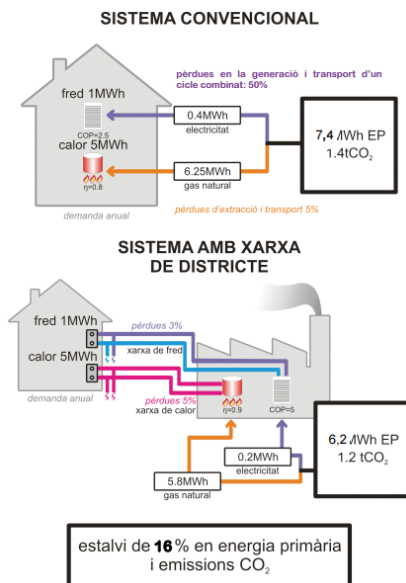 SISTEMA CONVENCIONAL
pèrdues en la generació i transport d'un
cicle combinat: 50%
fred 1MWh
0.4MWh
electricitat
COP=2.5
calor 5MWh
7,4 /Wh EP
1.4tCO₂
6.25MWh
gas natural
η=0.8
demanda anual
pèrdues d'extracció i transport 5%
SISTEMA AMB XARXA
DE DISTRICTE
fred 1MWh
pèrdues 3%
xarxa de fred
calor 5MWh
demanda anual
pèrdues 5%
xarxa de calor
η=0.9
COP=5
6,2 /Wh EP
1.2 tCO₂
0.2MWh
electricitat
5.8MWh
gas natural
estalvi de 16% en energia primària
i emissions CO₂